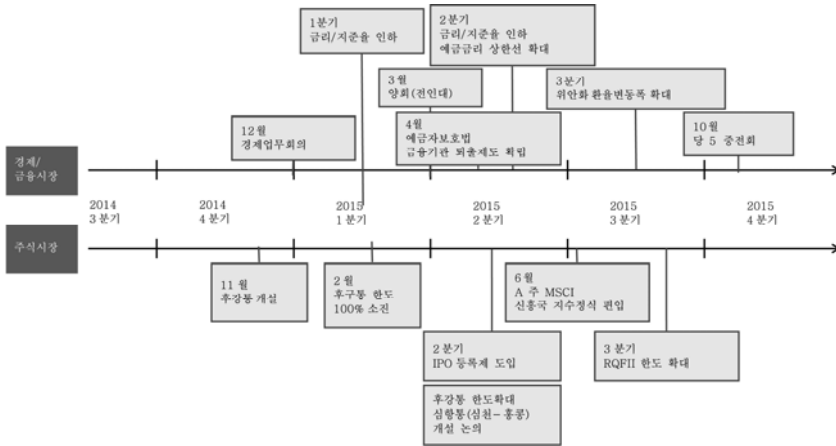 1분기
금리/지준율 인하
2분기
금리/지준율 인하
예금금리 상한선 확대
3월
양회(전인대)
3분기
위안화 환율변동폭 확대
12월
경제업무회의
4월
예금자보호법
금융기관 퇴출제도 확립
10월
당 5 중전회
경제/
금융시장
2014
3분기
2014
4분기
2015
1분기
2015
2분기
2015
3분기
2015
4분기
주식시장
11월
후강통 개설
2월
후구통 한도
100% 소진
6월
A 주 MSCI
신흥국 지수정식 편입
2분기
IPO 등록제 도입
3분기
RQFII 한도 확대
후강통 한도확대
심항통(심천-홍콩)
개설 논의